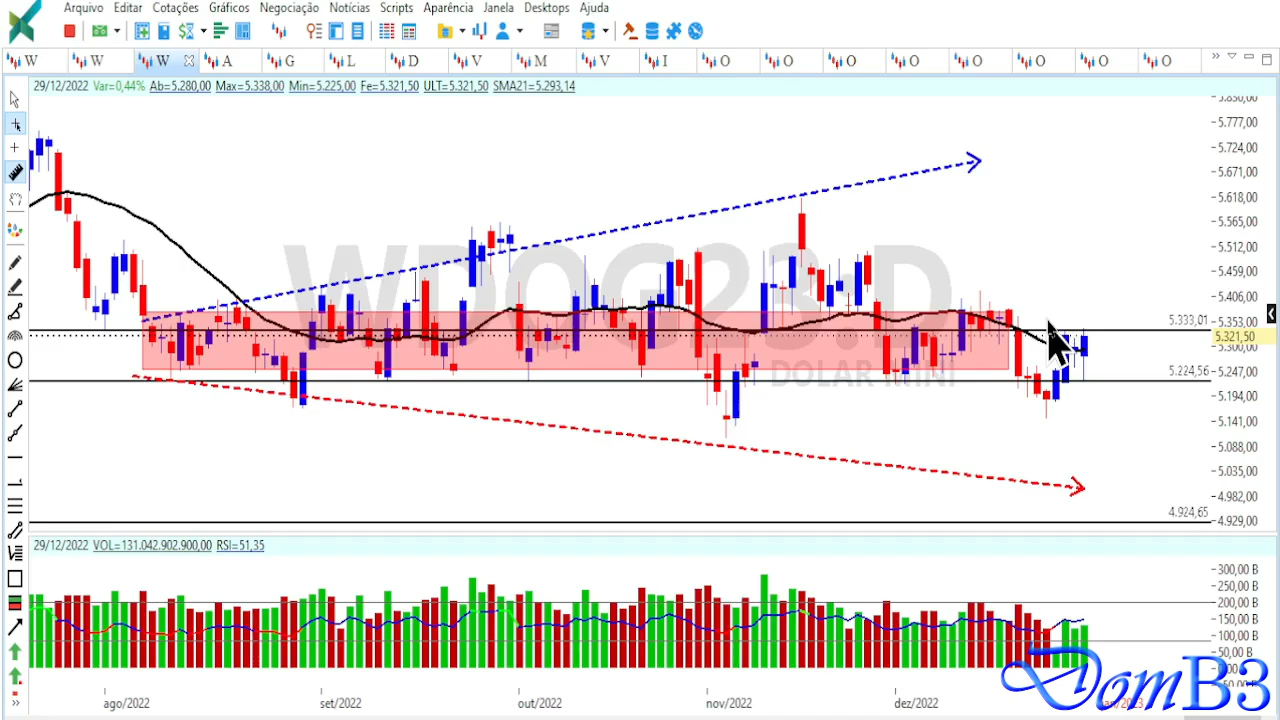 Arquivo Editar Cotações Gráficos Negociação Notícias Scripts Aparência Janela Desktops Ajuda
W W W A G L D V M V I O O O O O O O O
29/12/2022 Var=0,44% Ab=5.280,00 Max=5.338,00 Min=5.225,00 Fe=5.321,50 ULT=5.321,50 SMA21=5.293,14
5.830,00
5.777,00
5.724,00
5.671,00
5.618,00
5.565,00
5.512,00
5.459,00
5.406,00
5.353,00
5.333,01
5.321,50
5.300,00
5.247,00
5.224,56
5.194,00
5.141,00
5.088,00
5.035,00
4.982,00
4.924,65
4.929,00
WDOG23:D
DOLAR MINI
29/12/2022 VOL=131.042.902.900,00 RSI=51,35
300,00 B
250,00 B
200,00 B
150,00 B
100,00 B
50,00 B
ago/2022 set/2022 out/2022 nov/2022 dez/2022
DomB3